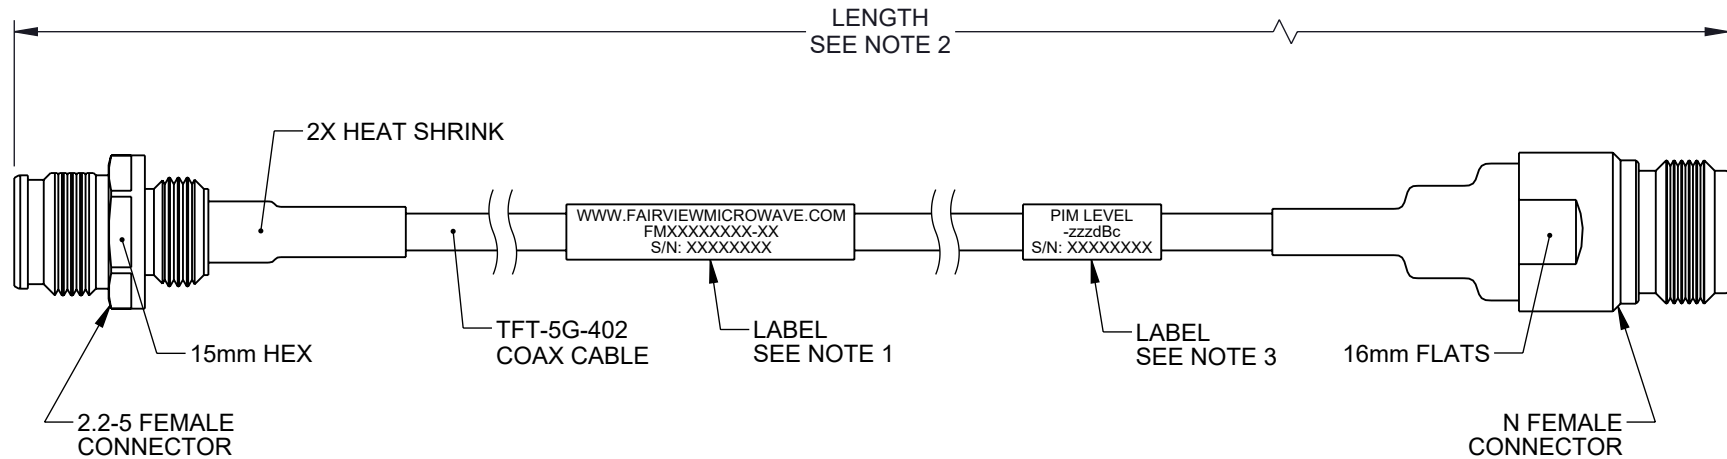 LENGTH
SEE NOTE 2
2X HEAT SHRINK
WWW.FAIRVIEWMICROWAVE.COM
FMXXXXXXXX-XX
S/N: XXXXXXXX
PIM LEVEL
-zzzdBc
S/N: XXXXXXXX
15mm HEX
TFT-5G-402
COAX CABLE
LABEL
SEE NOTE 1
LABEL
SEE NOTE 3
16mm FLATS
2.2-5 FEMALE
CONNECTOR
N FEMALE
CONNECTOR